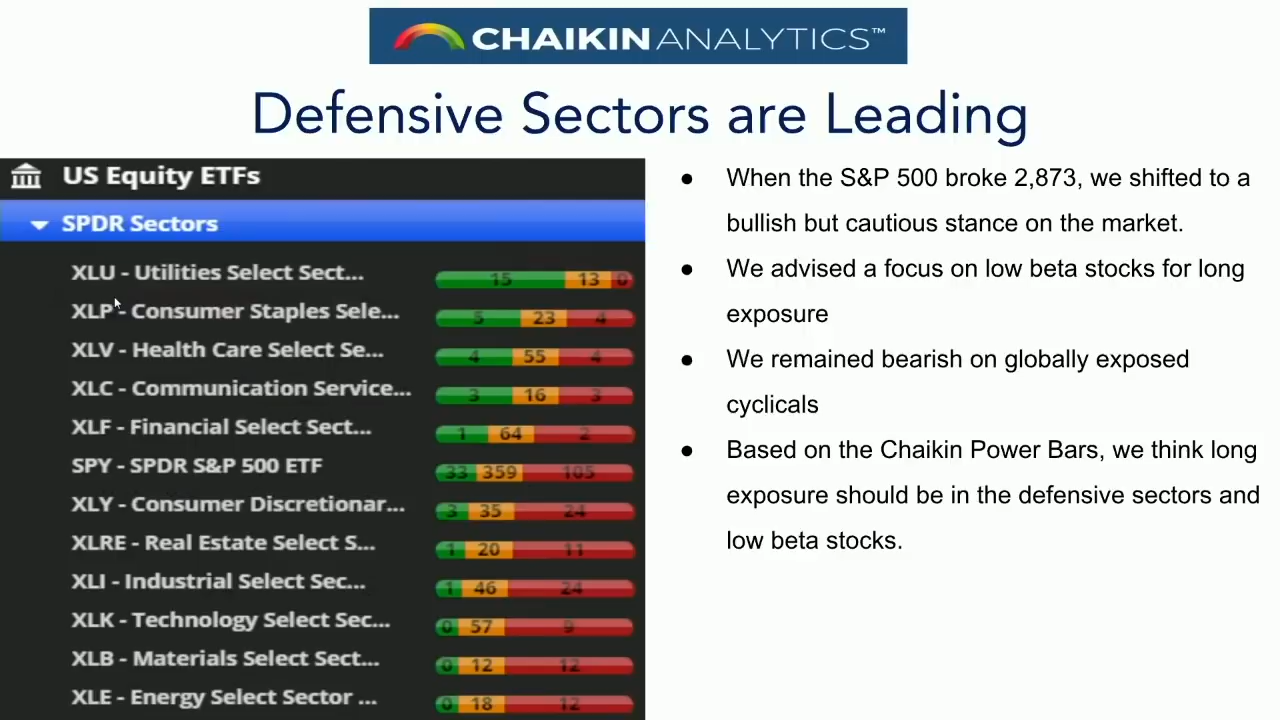 CHAIKIN ANALYTICS™
Defensive Sectors are Leading
US Equity ETFs
SPDR Sectors
XLU - Utilities Select Sect... 15 13 0
XLP - Consumer Staples Sele... 5 23 4
XLV - Health Care Select Se... 4 55 4
XLC - Communication Service... 3 16 3
XLF - Financial Select Sect... 1 64 2
SPY - SPDR S&P 500 ETF 33 359 105
XLY - Consumer Discretionar... 3 35 24
XLRE - Real Estate Select S... 1 20 11
XLI - Industrial Select Sec... 1 46 24
XLK - Technology Select Sec... 0 57 9
XLB - Materials Select Sect... 0 12 12
XLE - Energy Select Sector ... 0 18 12
● When the S&P 500 broke 2,873, we shifted to a
bullish but cautious stance on the market.
● We advised a focus on low beta stocks for long
exposure
● We remained bearish on globally exposed
cyclicals
● Based on the Chaikin Power Bars, we think long
exposure should be in the defensive sectors and
low beta stocks.